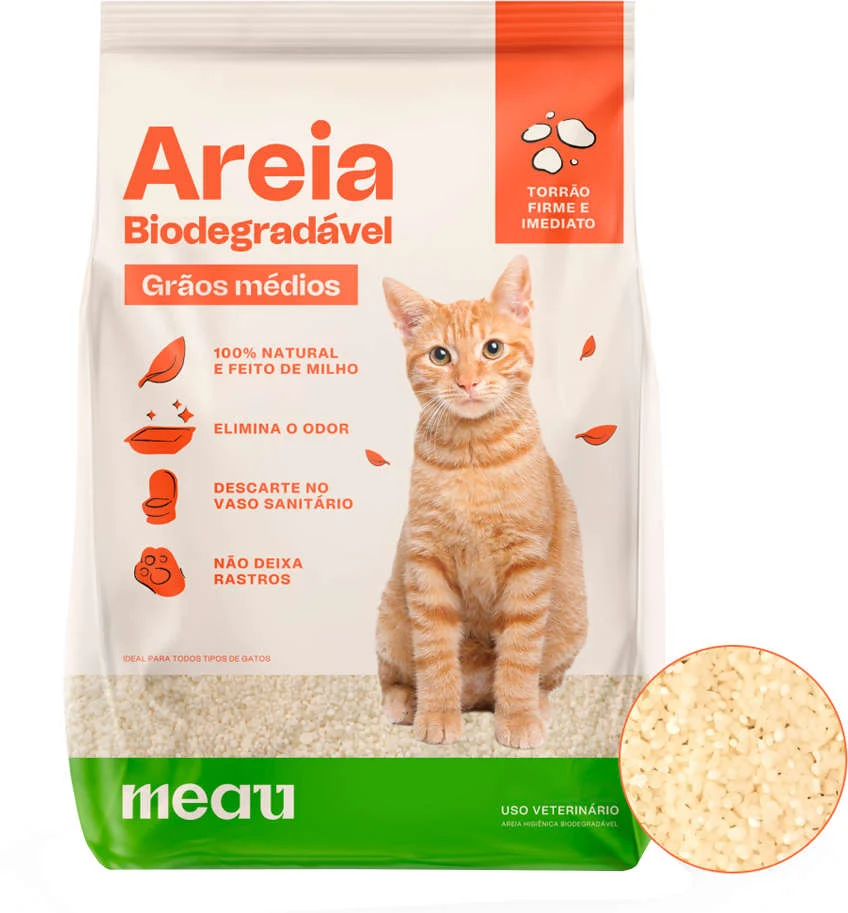 Areia
Biodegradável
Grãos médios
TORRÃO
FIRME E
IMEDIATO
100% NATURAL
E FEITO DE MILHO
ELIMINA O ODOR
DESCARTE NO
VASO SANITÁRIO
NÃO DEIXA
RASTROS
IDEAL PARA TODOS TIPOS DE GATOS
meau
USO VETERINÁRIO
AREIA HIGIÊNICA BIODEGRADÁVEL